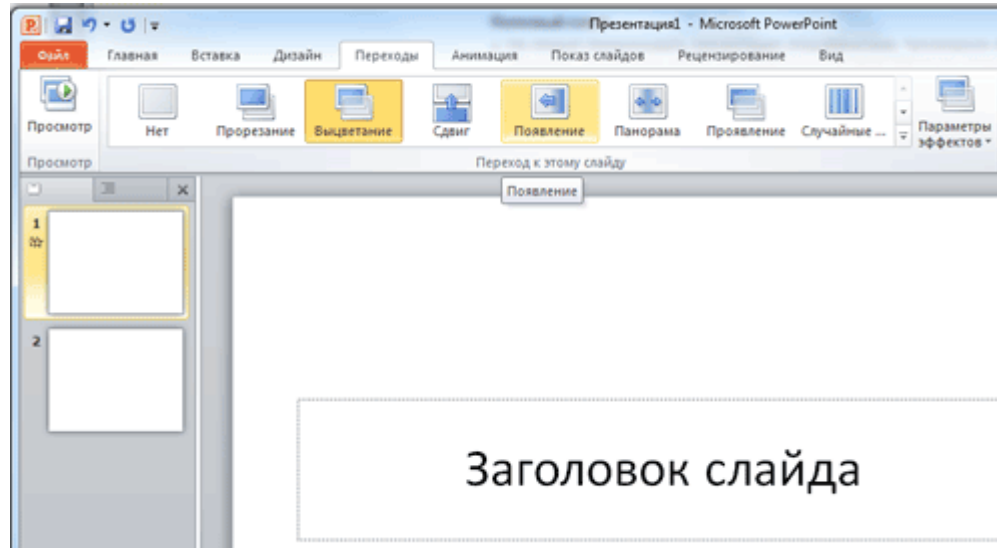 Презентация1 - Microsoft PowerPoint
Файл Главная Вставка Дизайн Переходы Анимация Показ слайдов Рецензирование Вид
Просмотр Нет Прорезание Выцветание Сдвиг Появление Панорама Проявление Случайные ... Параметры эффектов
Просмотр Переход к этому слайду
Появление
1
2
Заголовок слайда